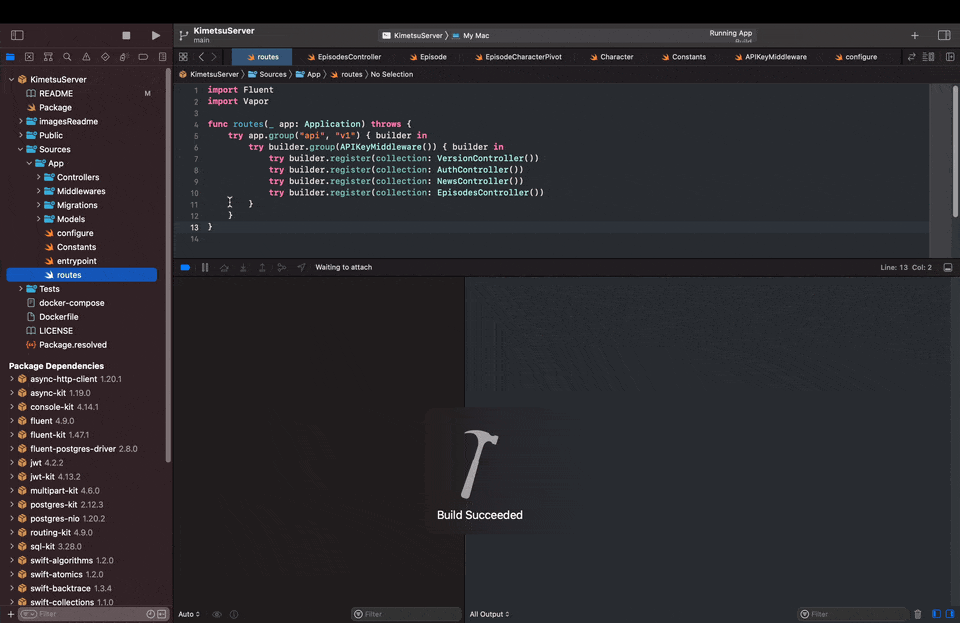 KimetsuServer
main
KimetsuServer
My Mac
Running App
Build
routes
EpisodesController
Episode
EpisodeCharacterPivot
Character
Constants
APIKeyMiddleware
configure
KimetsuServer
Sources
App
routes
No Selection
KimetsuServer
README M
Package
imagesReadme
Public
Sources
App
Controllers
Middlewares
Migrations
Models
configure
Constants
entrypoint
routes
Tests
docker-compose
Dockerfile
LICENSE
Package.resolved
Package Dependencies
async-http-client 1.20.1
async-kit 1.19.0
console-kit 4.14.1
fluent 4.9.0
fluent-kit 1.47.1
fluent-postgres-driver 2.8.0
jwt 4.2.2
jwt-kit 4.13.2
multipart-kit 4.6.0
postgres-kit 2.12.3
postgres-nio 1.20.2
routing-kit 4.9.0
sql-kit 3.28.0
swift-algorithms 1.2.0
swift-atomics 1.2.0
swift-backtrace 1.3.4
swift-collections 1.1.0
Filter
1 import Fluent
2 import Vapor
3
4 func routes(_ app: Application) throws {
5 try app.group("api", "v1") { builder in
6 try builder.group(APIKeyMiddleware()) { builder in
7 try builder.register(collection: VersionController())
8 try builder.register(collection: AuthController())
9 try builder.register(collection: NewsController())
10 try builder.register(collection: EpisodesController())
11 }
12 }
13 }
14
Waiting to attach
Line: 13 Col: 2
Build Succeeded
Auto
Filter
All Output
Filter